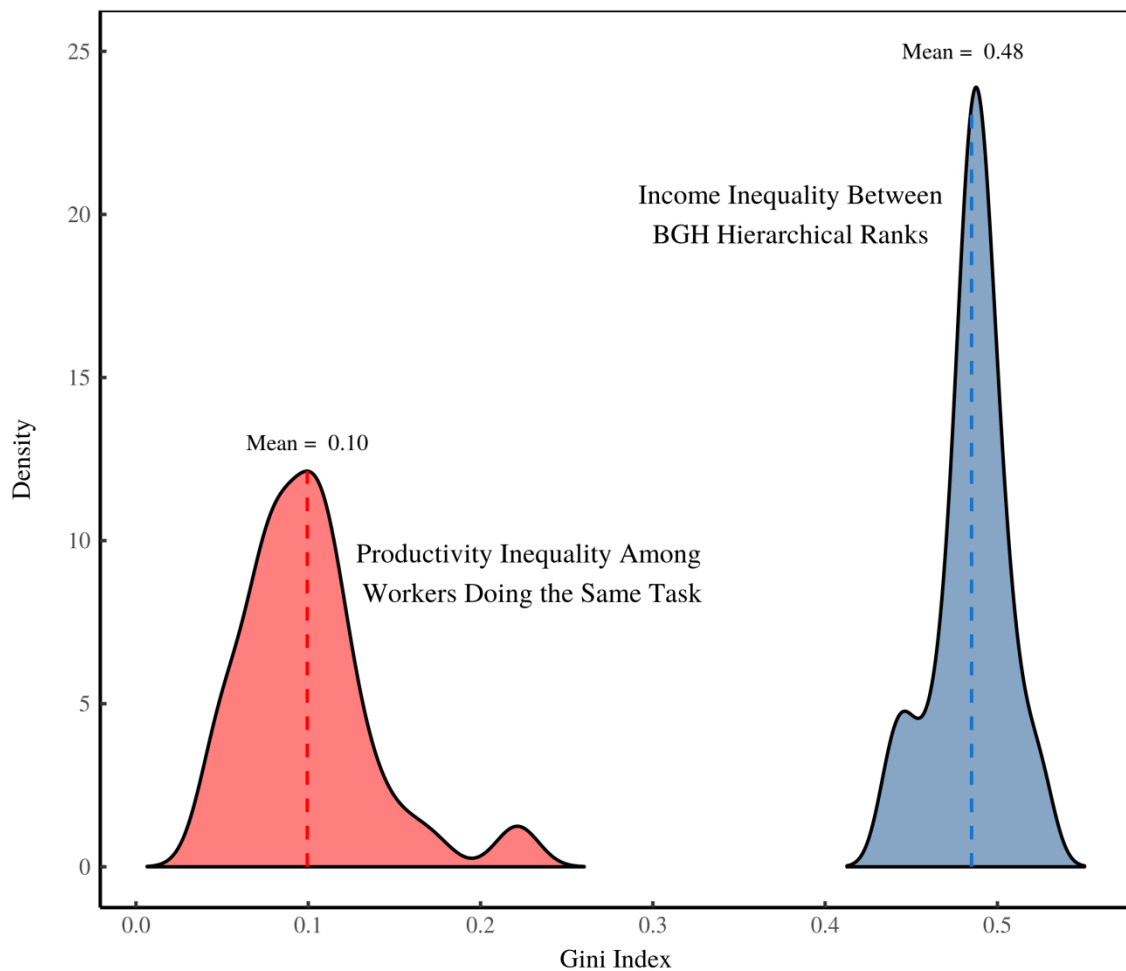 25
Mean =  0.48
Income Inequality Between
BGH Hierarchical Ranks
20
15
Mean =  0.10
Density
10
Productivity Inequality Among
Workers Doing the Same Task
5
0
0.0 0.1 0.2 0.3 0.4 0.5
Gini Index